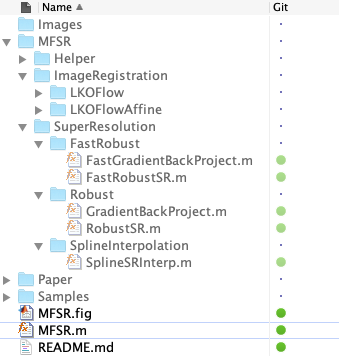 Name Git
Images
MFSR
Helper
ImageRegistration
LKOFlow
LKOFlowAffine
SuperResolution
FastRobust
FastGradientBackProject.m
FastRobustSR.m
Robust
GradientBackProject.m
RobustSR.m
SplineInterpolation
SplineSRInterp.m
Paper
Samples
MFSR.fig
MFSR.m
README.md